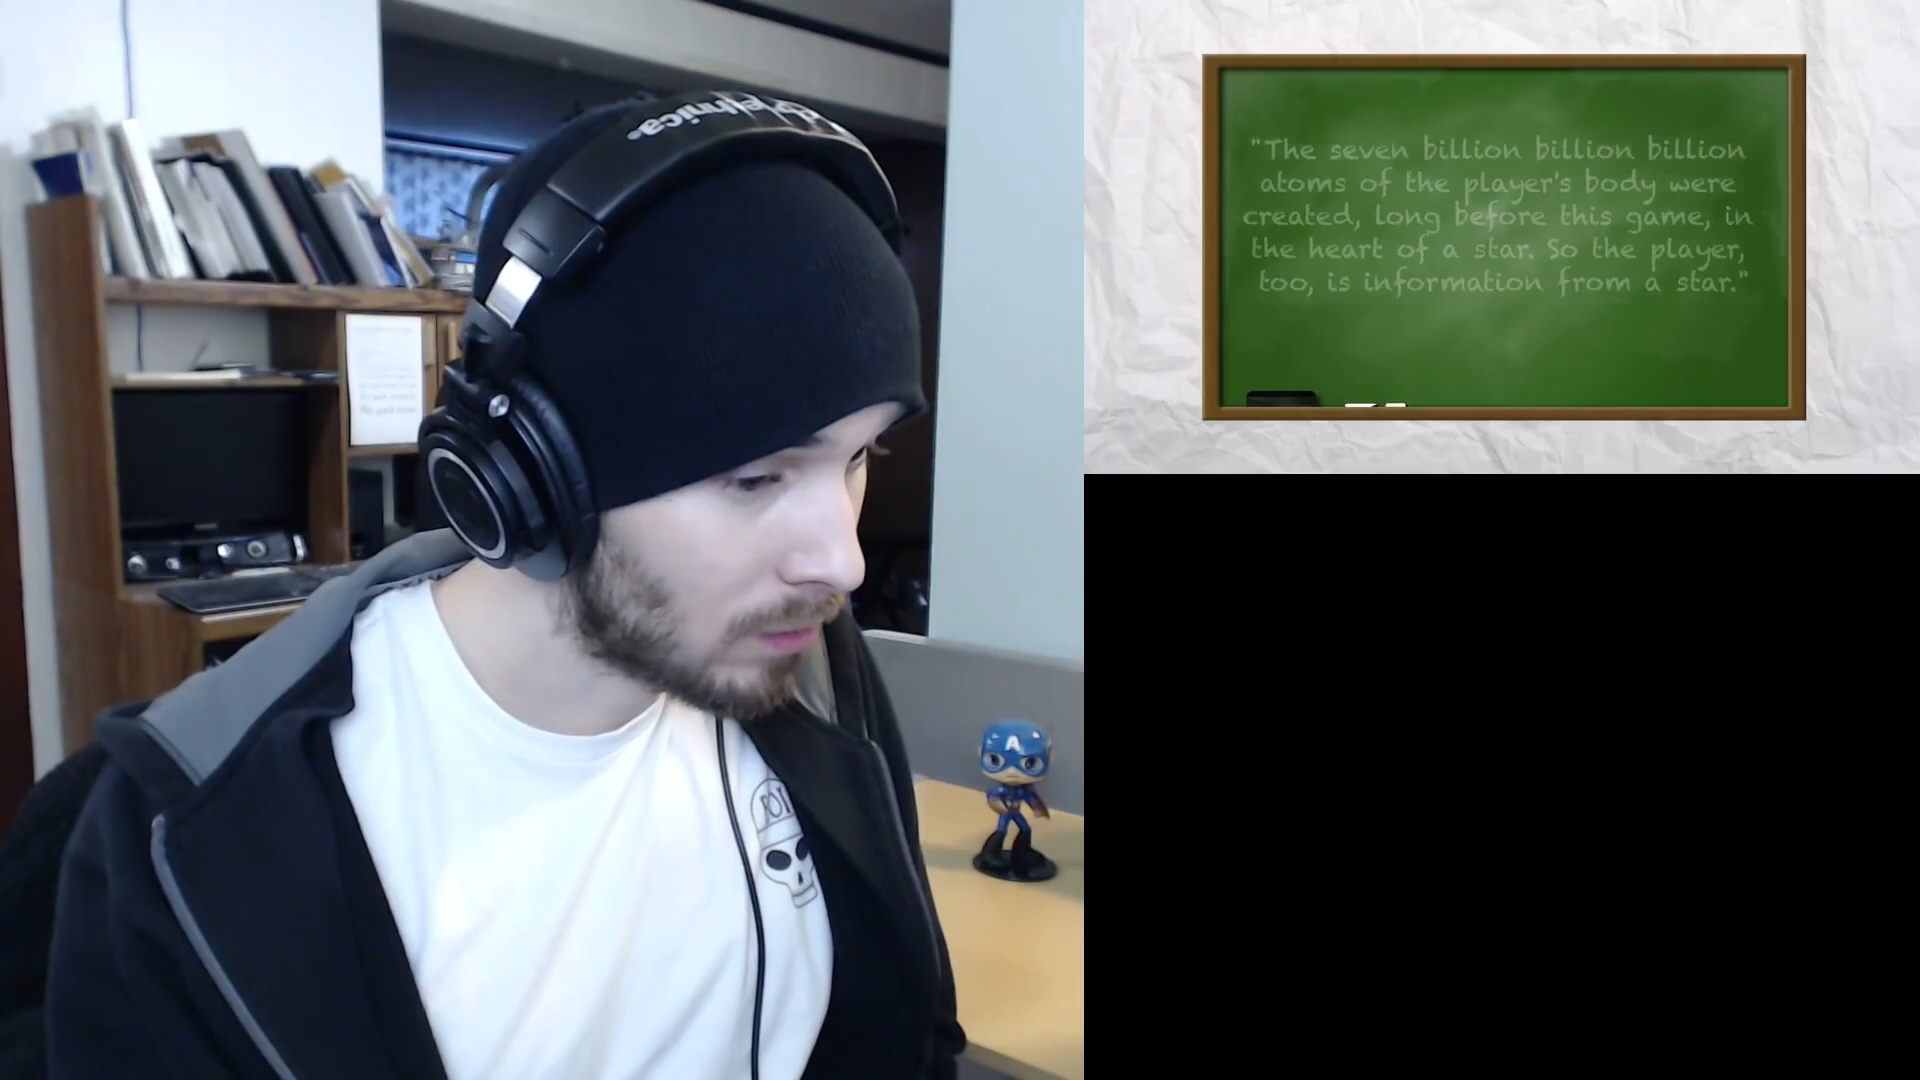 technica®
"The seven billion billion billion
atoms of the player's body were
created, long before this game, in
the heart of a star. So the player,
too, is information from a star."
A